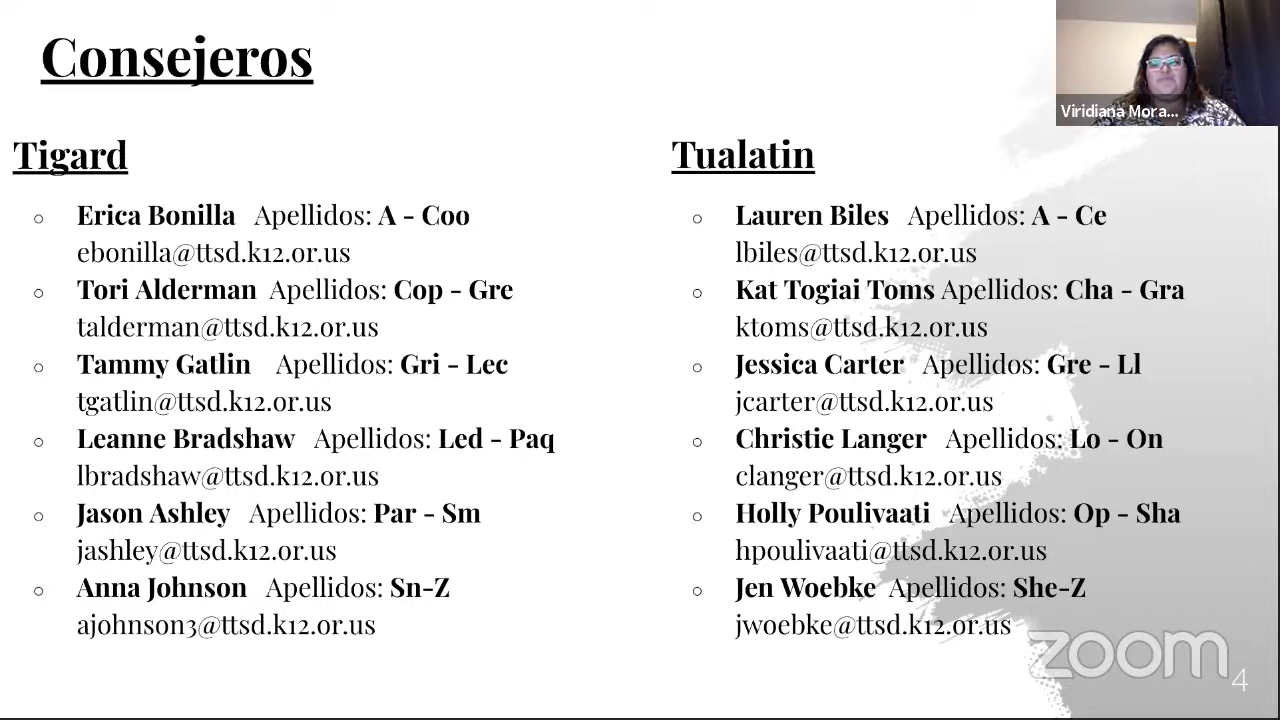 Consejeros
Viridiana Mora...
Tigard
Erica Bonilla Apellidos: A - Coo
ebonilla@ttsd.k12.or.us
Tori Alderman Apellidos: Cop - Gre
talderman@ttsd.k12.or.us
Tammy Gatlin Apellidos: Gri - Lec
tgatlin@ttsd.k12.or.us
Leanne Bradshaw Apellidos: Led - Paq
lbradshaw@ttsd.k12.or.us
Jason Ashley Apellidos: Par - Sm
jashley@ttsd.k12.or.us
Anna Johnson Apellidos: Sn-Z
ajohnson3@ttsd.k12.or.us
Tualatin
Lauren Biles Apellidos: A - Ce
lbiles@ttsd.k12.or.us
Kat Togiai Toms Apellidos: Cha - Gra
ktoms@ttsd.k12.or.us
Jessica Carter Apellidos: Gre - Ll
jcarter@ttsd.k12.or.us
Christie Langer Apellidos: Lo - On
clanger@ttsd.k12.or.us
Holly Poulivaati Apellidos: Op - Sha
hpoulivaati@ttsd.k12.or.us
Jen Woebke Apellidos: She-Z
jwoebke@ttsd.k12.or.us
zoom
4